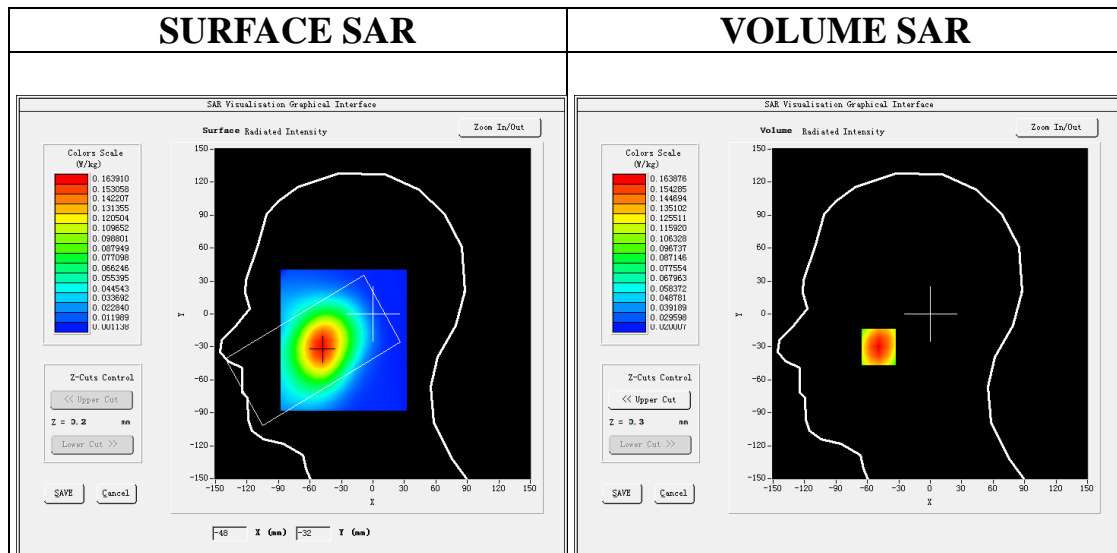 SURFACE SAR
VOLUME SAR
SAR Visualisation Graphical Interface
Surface Radiated Intensity
Zoom In/Out
Colors Scale
(W/kg)
0.163910
0.153058
0.142207
0.131355
0.120504
0.109652
0.098801
0.087949
0.077098
0.066246
0.055395
0.044543
0.033692
0.022840
0.011989
0.001138
Z-Cuts Control
<< Upper Cut
Z = 0.2 mm
Lower Cut >>
SAVE
Cancel
150
120
90
60
30
0
-30
-60
-90
-120
-150
Y
-150 -120 -90 -60 -30 0 30 60 90 120 150
X
-48 X (mm) -32 Y (mm)
SAR Visualisation Graphical Interface
Volume Radiated Intensity
Zoom In/Out
Colors Scale
(W/kg)
0.163876
0.154285
0.144694
0.135102
0.125511
0.115920
0.106328
0.096737
0.087146
0.077554
0.067963
0.058372
0.048781
0.039189
0.029598
0.020007
Z-Cuts Control
<< Upper Cut
Z = 0.3 mm
Lower Cut >>
SAVE
Cancel
150
120
90
60
30
0
-30
-60
-90
-120
-150
Y
-150 -120 -90 -60 -30 0 30 60 90 120 150
X